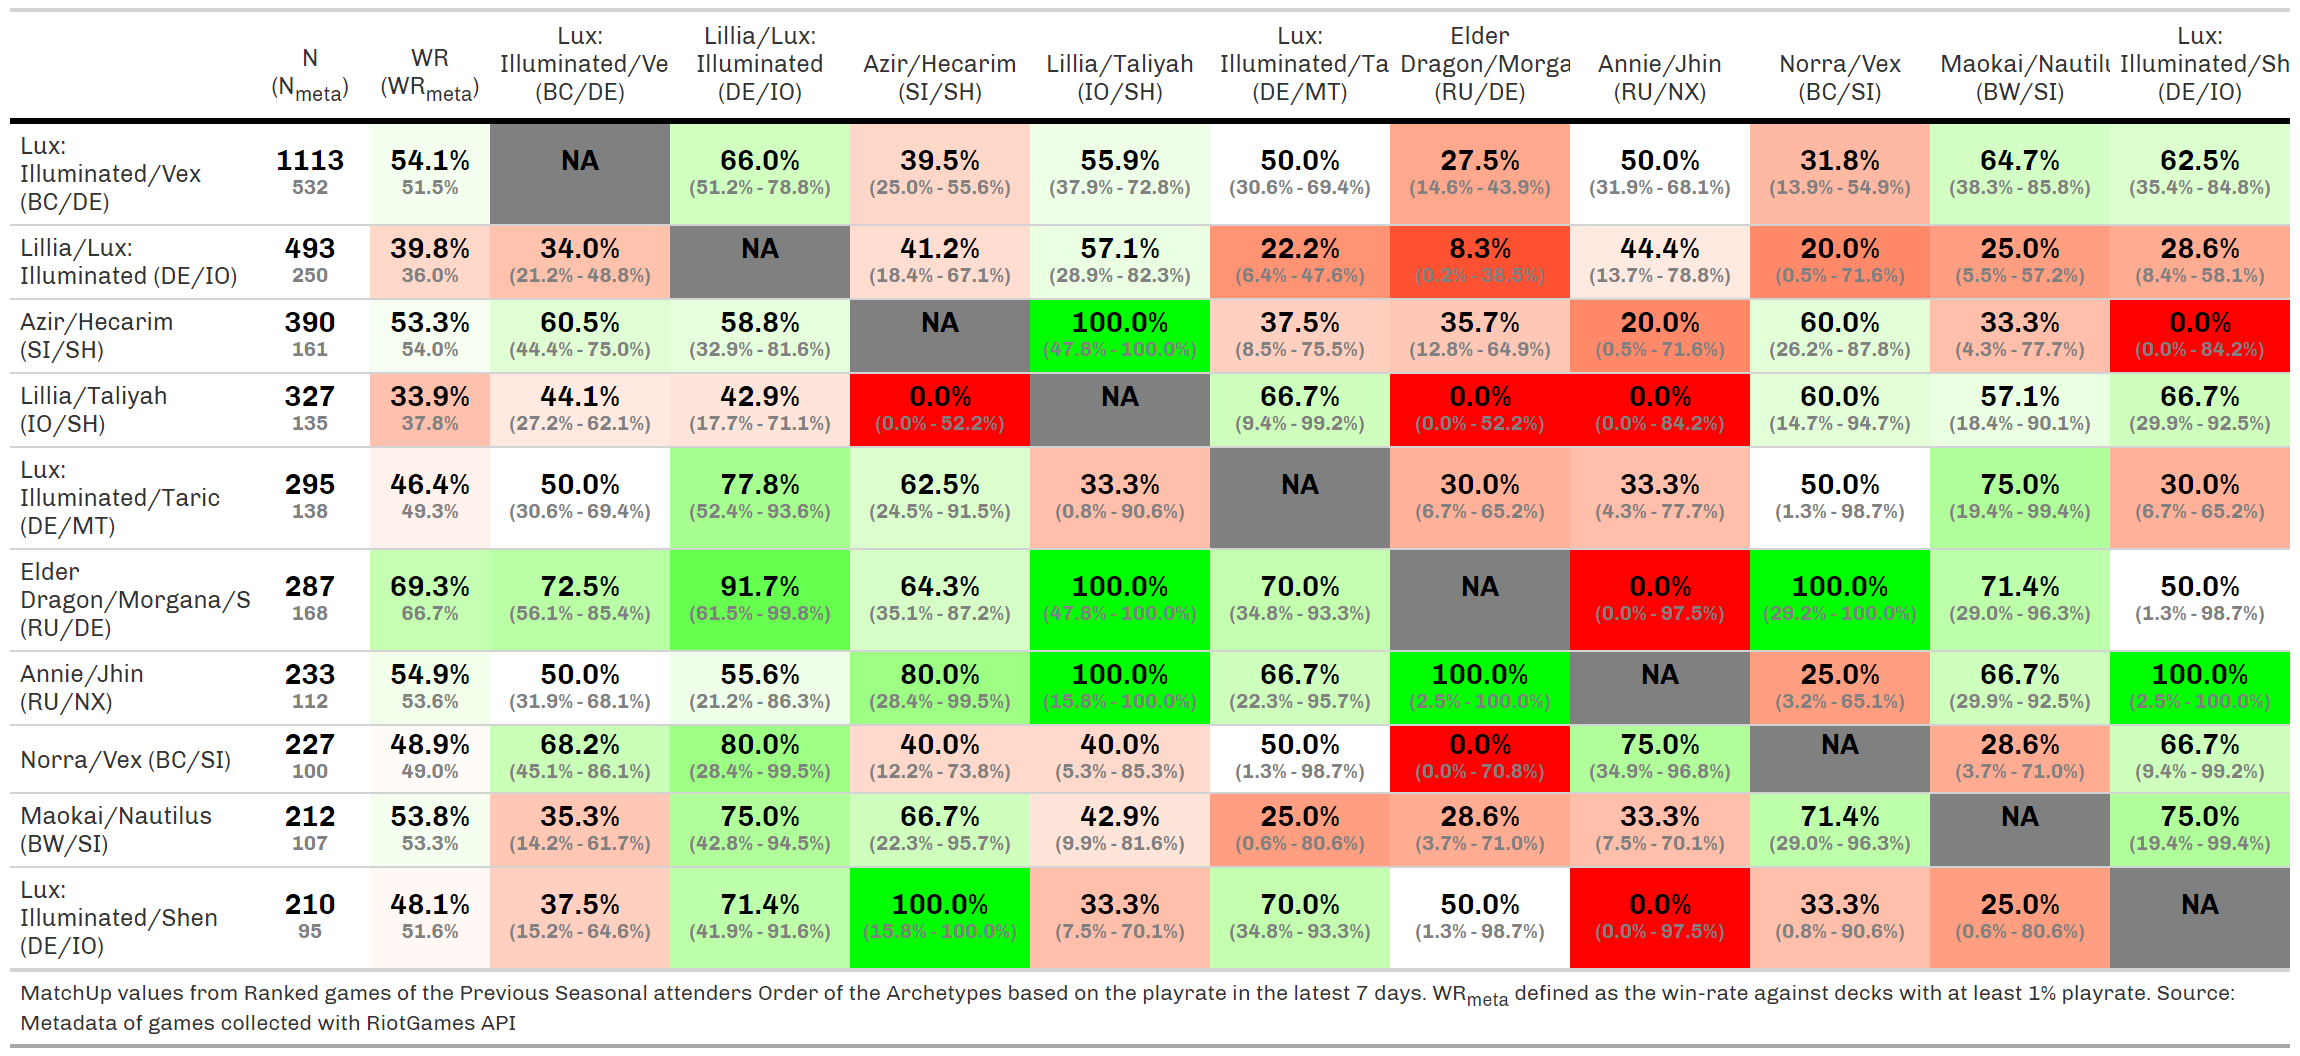 N (Nmeta) WR (WRmeta) Lux: Illuminated/Ve (BC/DE) Lillia/Lux: Illuminated (DE/IO) Azir/Hecarim (SI/SH) Lillia/Taliyah (IO/SH) Lux: Illuminated/Ta (DE/MT) Elder Dragon/Morga (RU/DE) Annie/Jhin (RU/NX) Norra/Vex (BC/SI) Maokai/Nautilu (BW/SI) Lux: Illuminated/Sh (DE/IO)
Lux: Illuminated/Vex (BC/DE) 1113 54.1% NA 66.0% 39.5% 55.9% 50.0% 27.5% 50.0% 31.8% 64.7% 62.5%
532 51.5% (51.2% - 78.8%) (25.0% - 55.6%) (37.9% - 72.8%) (30.6% - 69.4%) (14.6% - 43.9%) (31.9% - 68.1%) (13.9% - 54.9%) (38.3% - 85.8%) (35.4% - 84.8%)
Lillia/Lux: Illuminated (DE/IO) 493 39.8% 34.0% NA 41.2% 57.1% 22.2% 8.3% 44.4% 20.0% 25.0% 28.6%
250 36.0% (21.2% - 48.8%) (18.4% - 67.1%) (28.9% - 82.3%) (6.4% - 47.6%) (0.2% - 38.5%) (13.7% - 78.8%) (0.5% - 71.6%) (5.5% - 57.2%) (8.4% - 58.1%)
Azir/Hecarim (SI/SH) 390 53.3% 60.5% 58.8% NA 100.0% 37.5% 35.7% 20.0% 60.0% 33.3% 0.0%
161 54.0% (44.4% - 75.0%) (32.9% - 81.6%) (47.8% - 100.0%) (8.5% - 75.5%) (12.8% - 64.9%) (0.5% - 71.6%) (26.2% - 87.8%) (4.3% - 77.7%) (0.0% - 84.2%)
Lillia/Taliyah (IO/SH) 327 33.9% 44.1% 42.9% 0.0% NA 66.7% 0.0% 0.0% 60.0% 57.1% 66.7%
135 37.8% (27.2% - 62.1%) (17.7% - 71.1%) (0.0% - 52.2%) (9.4% - 99.2%) (0.0% - 52.2%) (0.0% - 84.2%) (14.7% - 94.7%) (18.4% - 90.1%) (29.9% - 92.5%)
Lux: Illuminated/Taric (DE/MT) 295 46.4% 50.0% 77.8% 62.5% 33.3% NA 30.0% 33.3% 50.0% 75.0% 30.0%
138 49.3% (30.6% - 69.4%) (52.4% - 93.6%) (24.5% - 91.5%) (0.8% - 90.6%) (6.7% - 65.2%) (4.3% - 77.7%) (1.3% - 98.7%) (19.4% - 99.4%) (6.7% - 65.2%)
Elder Dragon/Morgana/S (RU/DE) 287 69.3% 72.5% 91.7% 64.3% 100.0% 70.0% NA 0.0% 100.0% 71.4% 50.0%
168 66.7% (56.1% - 85.4%) (61.5% - 99.8%) (35.1% - 87.2%) (47.8% - 100.0%) (34.8% - 93.3%) (0.0% - 97.5%) (29.2% - 100.0%) (29.0% - 96.3%) (1.3% - 98.7%)
Annie/Jhin (RU/NX) 233 54.9% 50.0% 55.6% 80.0% 100.0% 66.7% 100.0% NA 25.0% 66.7% 100.0%
112 53.6% (31.9% - 68.1%) (21.2% - 86.3%) (28.4% - 99.5%) (15.8% - 100.0%) (22.3% - 95.7%) (2.5% - 100.0%) (3.2% - 65.1%) (29.9% - 92.5%) (2.5% - 100.0%)
Norra/Vex (BC/SI) 227 48.9% 68.2% 80.0% 40.0% 40.0% 50.0% 0.0% 75.0% NA 28.6% 66.7%
100 49.0% (45.1% - 86.1%) (28.4% - 99.5%) (12.2% - 73.8%) (5.3% - 85.3%) (1.3% - 98.7%) (0.0% - 70.8%) (34.9% - 96.8%) (3.7% - 71.0%) (9.4% - 99.2%)
Maokai/Nautilus (BW/SI) 212 53.8% 35.3% 75.0% 66.7% 42.9% 25.0% 28.6% 33.3% 71.4% NA 75.0%
107 53.3% (14.2% - 61.7%) (42.8% - 94.5%) (22.3% - 95.7%) (9.9% - 81.6%) (0.6% - 80.6%) (3.7% - 71.0%) (7.5% - 70.1%) (29.0% - 96.3%) (19.4% - 99.4%)
Lux: Illuminated/Shen (DE/IO) 210 48.1% 37.5% 71.4% 100.0% 33.3% 70.0% 50.0% 0.0% 33.3% 25.0% NA
95 51.6% (15.2% - 64.6%) (41.9% - 91.6%) (15.8% - 100.0%) (7.5% - 70.1%) (34.8% - 93.3%) (1.3% - 98.7%) (0.0% - 97.5%) (0.8% - 90.6%) (0.6% - 80.6%)
MatchUp values from Ranked games of the Previous Seasonal attenders Order of the Archetypes based on the playrate in the latest 7 days. WRmeta defined as the win-rate against decks with at least 1% playrate. Source:
Metadata of games collected with RiotGames API